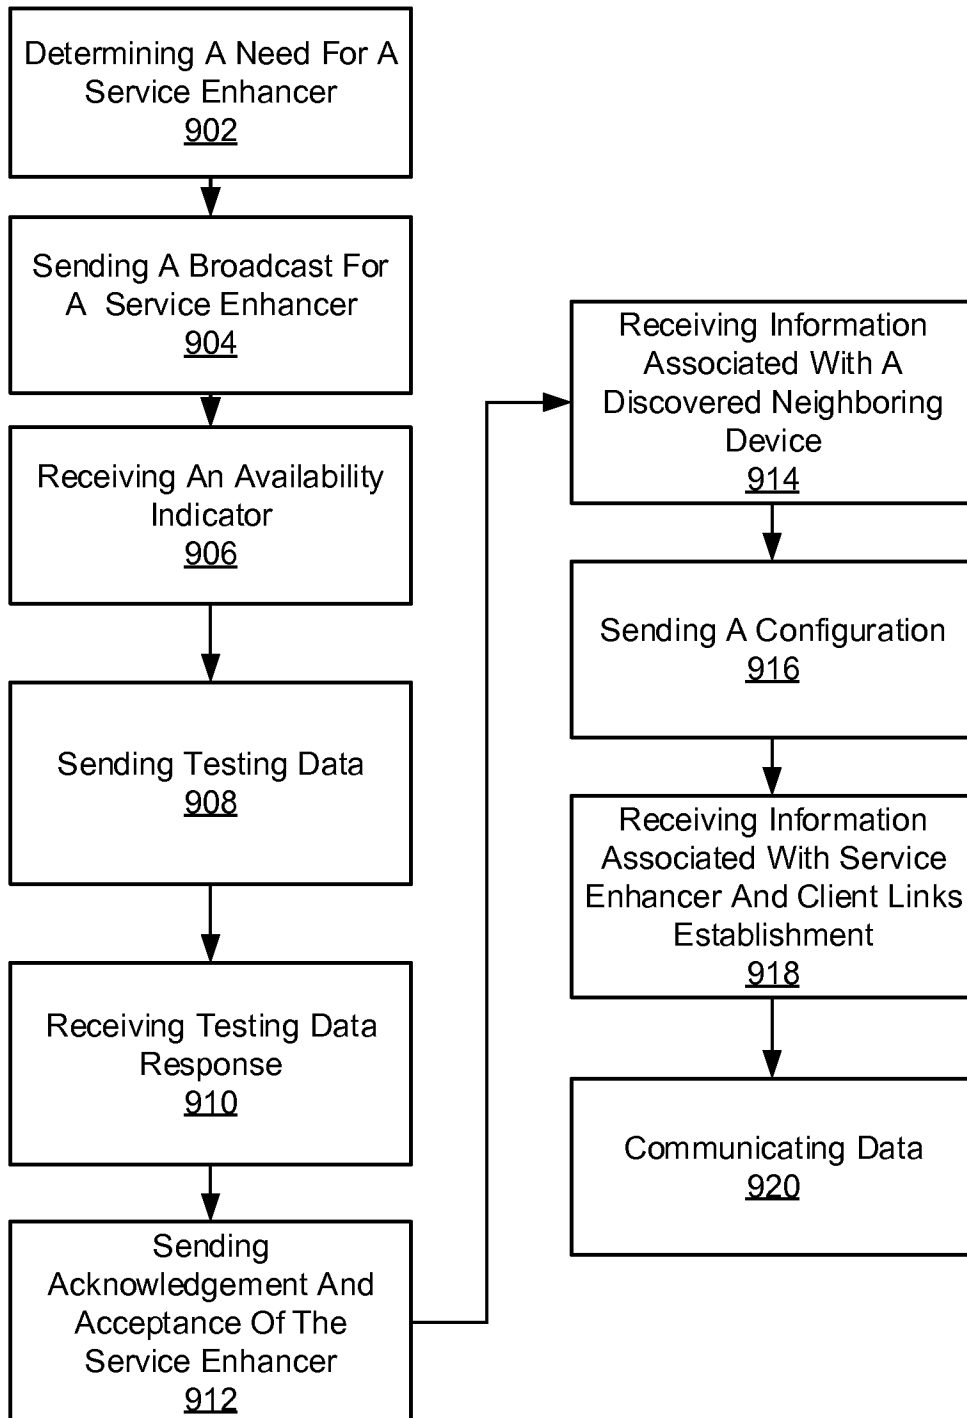 Determining A Need For A
Service Enhancer
902
Sending A Broadcast For
A Service Enhancer
904
Receiving An Availability
Indicator
906
Sending Testing Data
908
Receiving Testing Data
Response
910
Sending
Acknowledgement And
Acceptance Of The
Service Enhancer
912
Receiving Information
Associated With A
Discovered Neighboring
Device
914
Sending A Configuration
916
Receiving Information
Associated With Service
Enhancer And Client Links
Establishment
918
Communicating Data
920